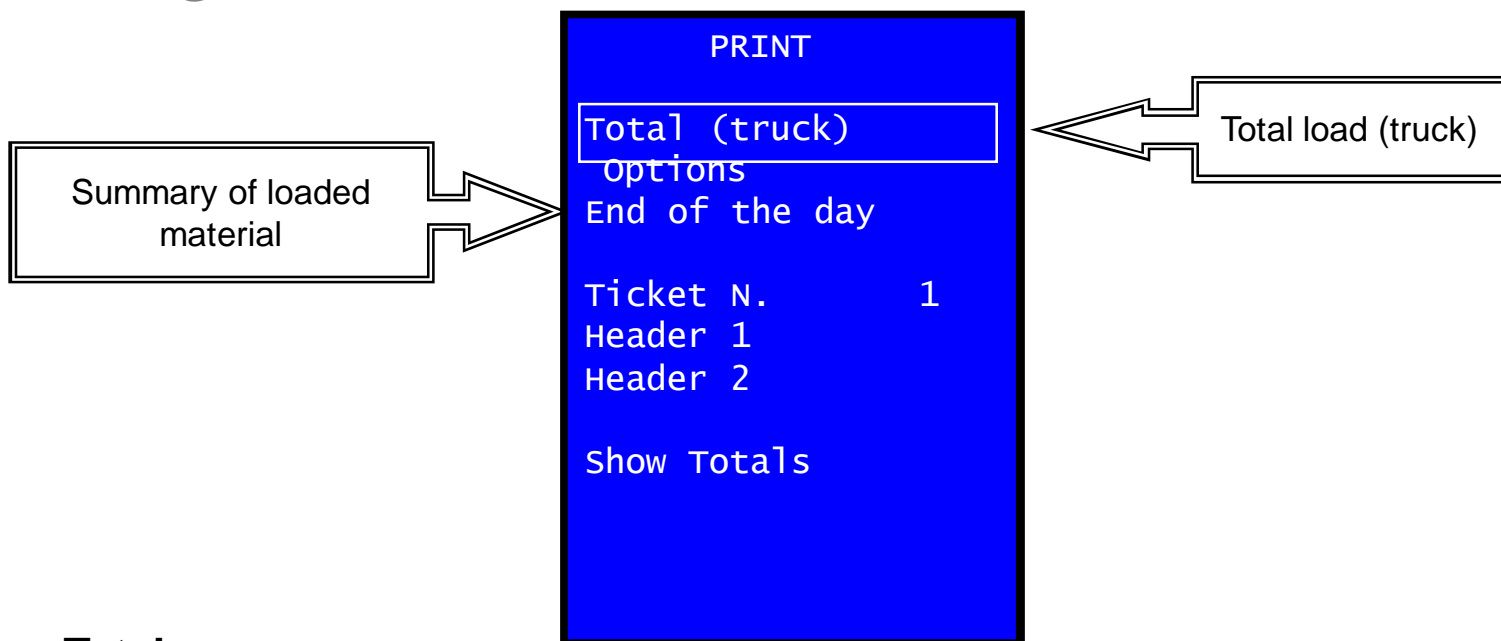 PRINT
Total (truck)
Options
End of the day
Ticket N. 1
Header 1
Header 2
Show Totals
Summary of loaded
material
Total load (truck)